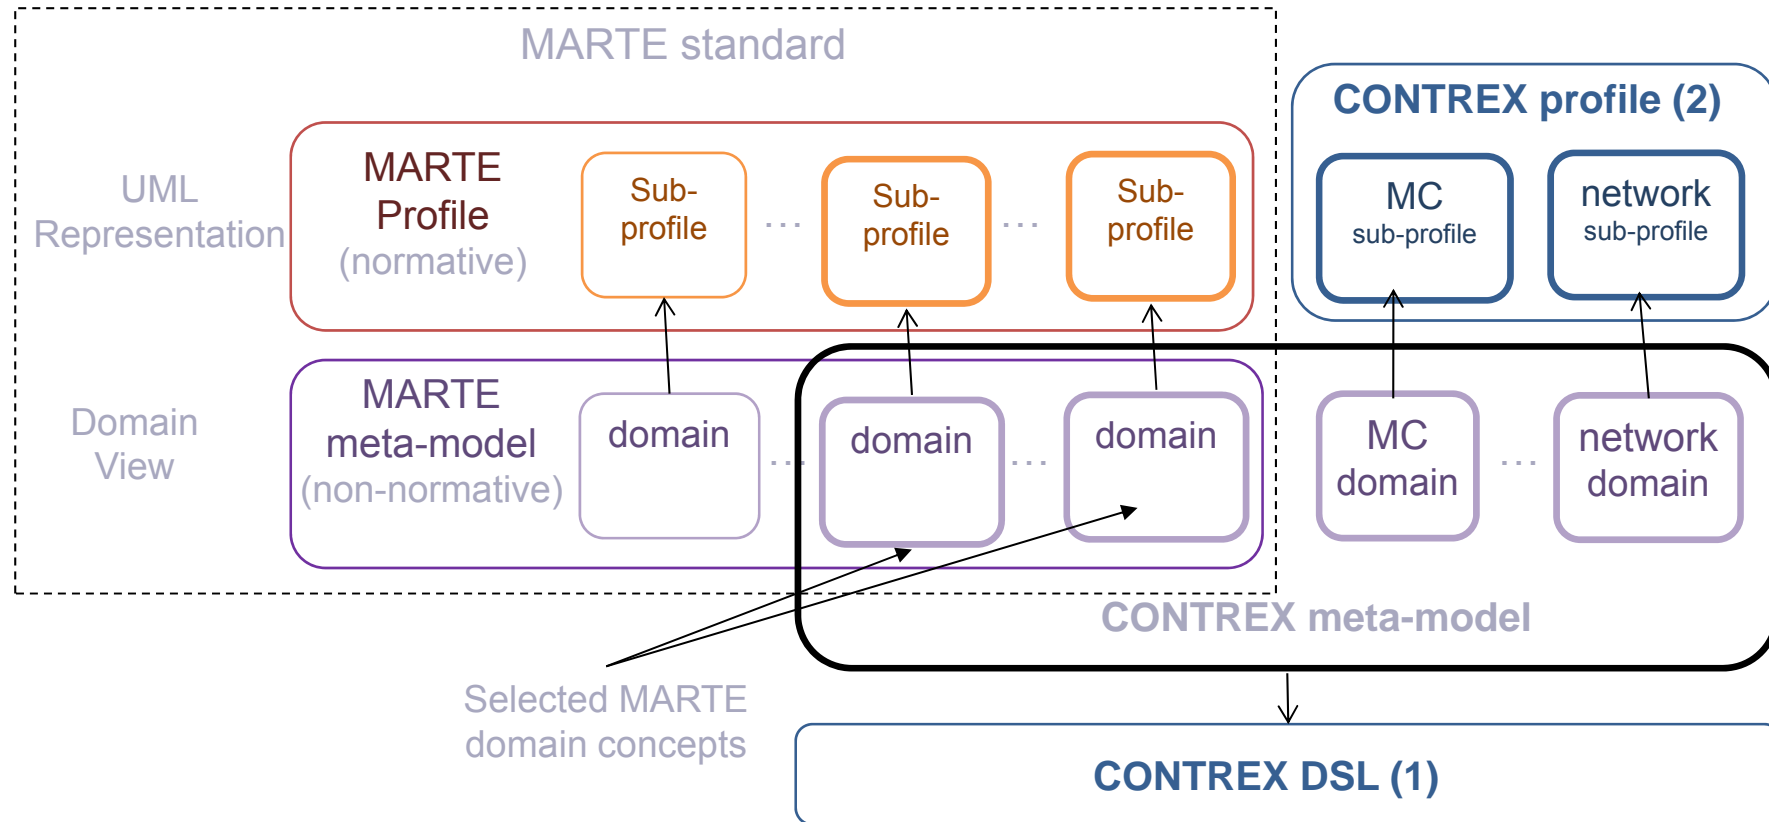 MARTE standard
CONTREX profile (2)
UML
Representation
MARTE
Profile
(normative)
Sub-
profile
...
Sub-
profile
...
Sub-
profile
MC
sub-profile
network
sub-profile
Domain
View
MARTE
meta-model
(non-normative)
domain
...
domain
...
domain
MC
domain
...
network
domain
CONTREX meta-model
Selected MARTE
domain concepts
CONTREX DSL (1)